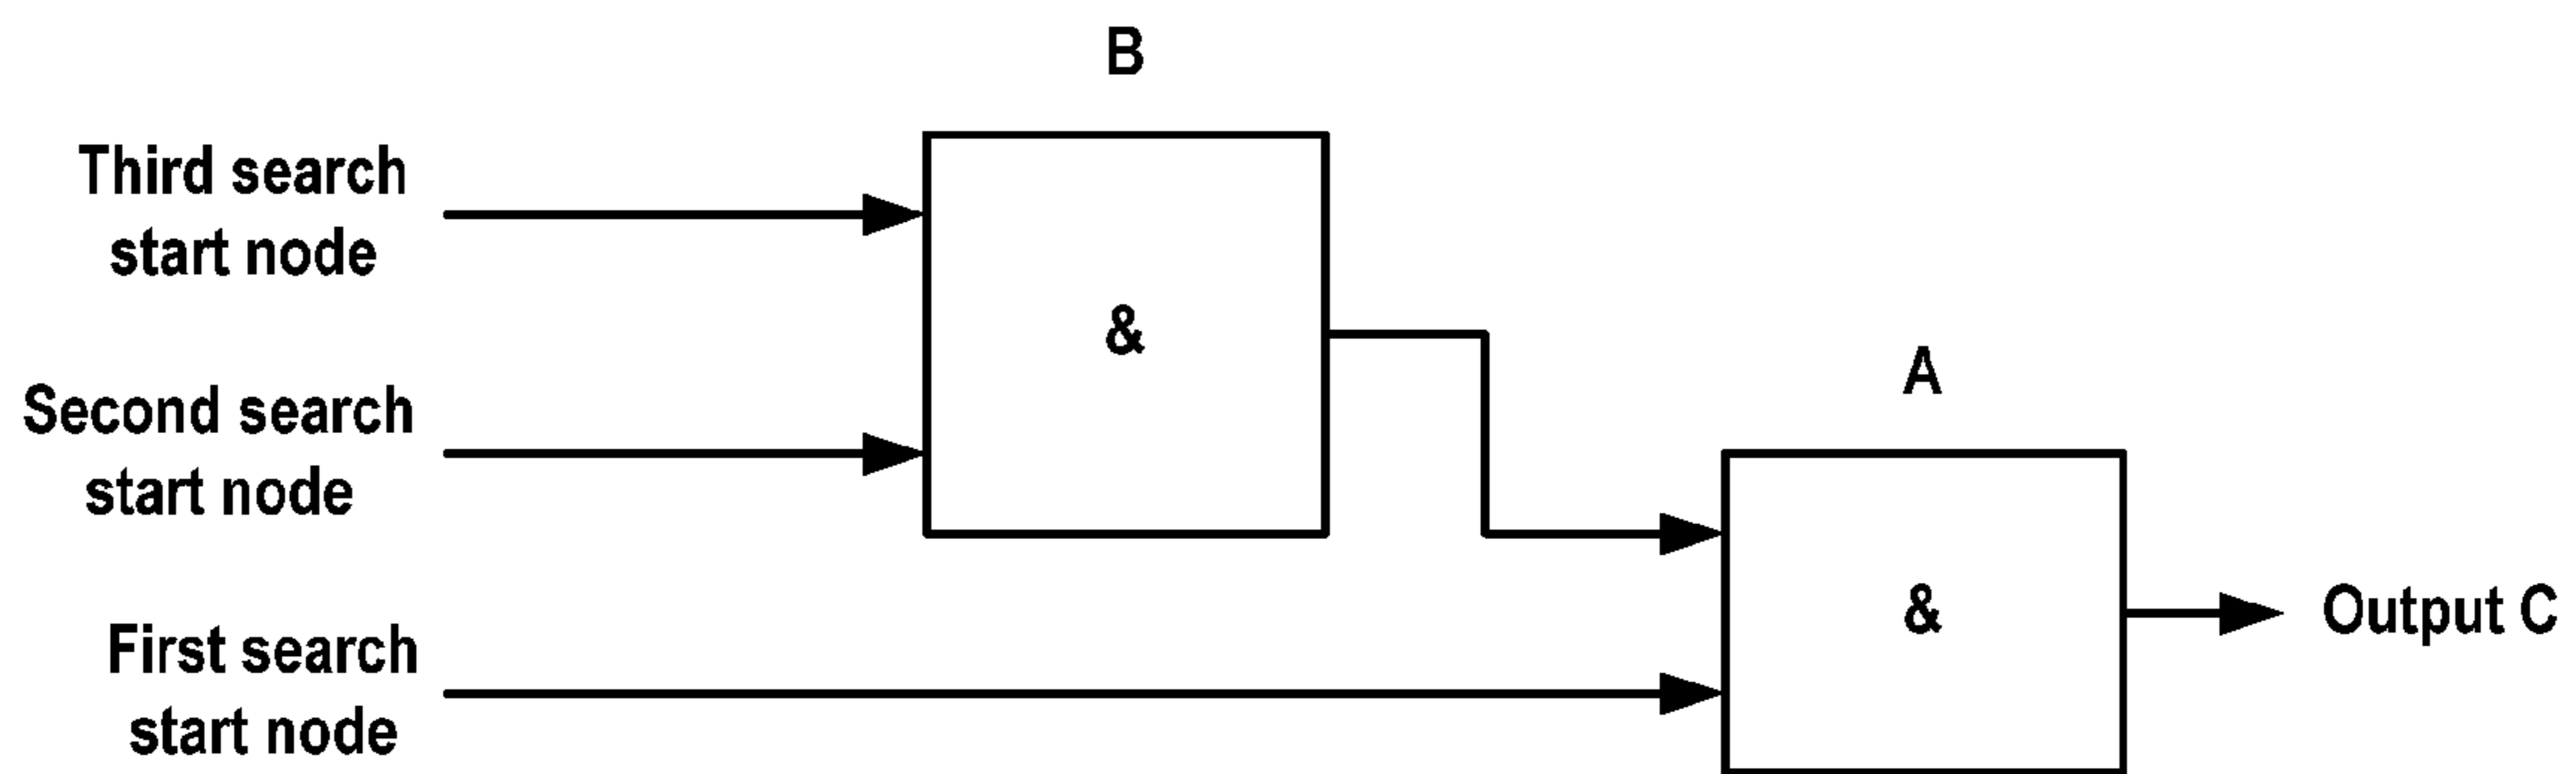 B
Third search
start node
&
Second search
start node
A
&
Output C
First search
start node